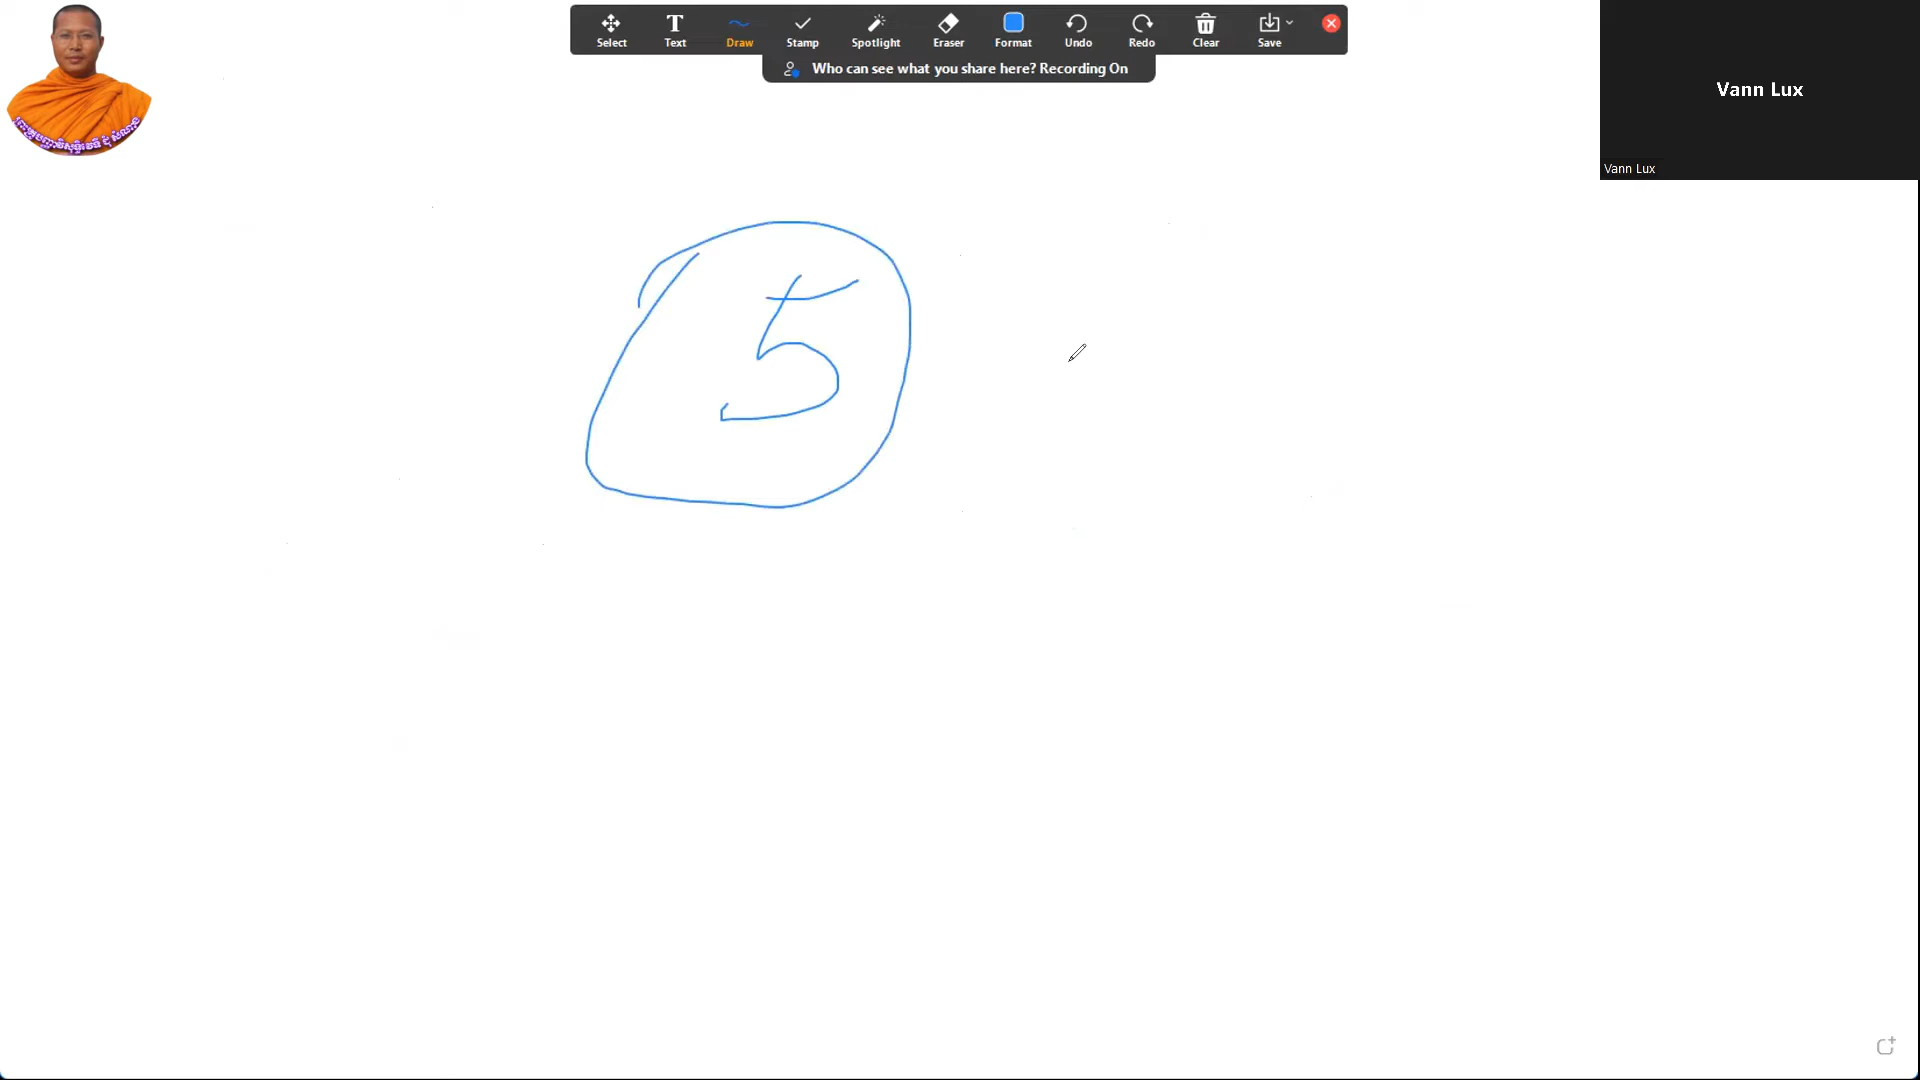 Select Text Draw Stamp Spotlight Eraser Format Undo Redo Clear Save
Who can see what you share here? Recording On
Vann Lux
Vann Lux
5